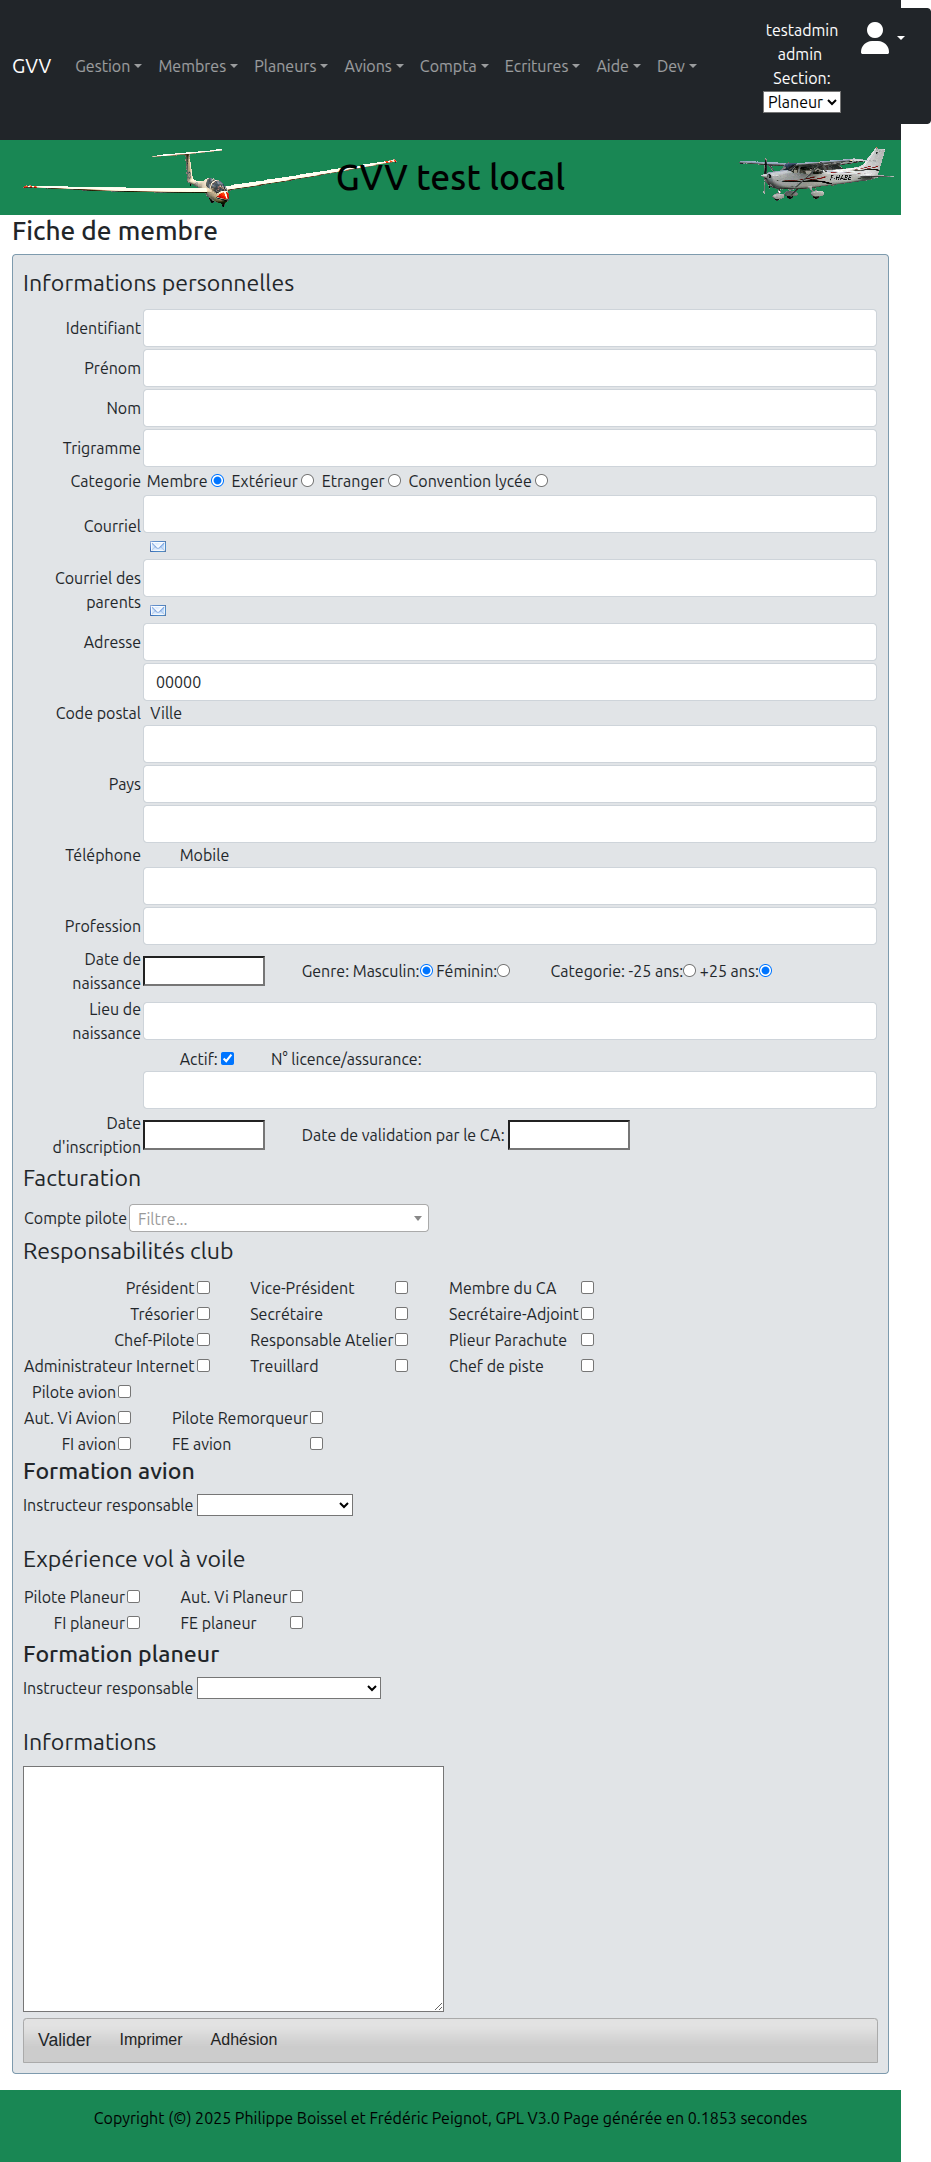 testadmin
admin
Section:
Planeur
GVV Gestion Membres Planeurs Avions Compta Ecritures Aide Dev
GVV test local
F-HABE
Fiche de membre
Informations personnelles
Identifiant
Prénom
Nom
Trigramme
Categorie Membre Extérieur Etranger Convention lycée
Courriel
Courriel des
parents
Adresse
00000
Code postal Ville
Pays
Téléphone Mobile
Profession
Date de
naissance
Genre: Masculin: Féminin: Categorie: -25 ans: +25 ans:
Lieu de
naissance
Actif: N° licence/assurance:
Date
d'inscription
Date de validation par le CA:
Facturation
Compte pilote Filtre...
Responsabilités club
Président Vice-Président Membre du CA
Trésorier Secrétaire Secrétaire-Adjoint
Chef-Pilote Responsable Atelier Plieur Parachute
Administrateur Internet Treuillard Chef de piste
Pilote avion
Aut. Vi Avion Pilote Remorqueur
FI avion FE avion
Formation avion
Instructeur responsable
Expérience vol à voile
Pilote Planeur Aut. Vi Planeur
FI planeur FE planeur
Formation planeur
Instructeur responsable
Informations
Valider Imprimer Adhésion
Copyright (©) 2025 Philippe Boissel et Frédéric Peignot, GPL V3.0 Page générée en 0.1853 secondes